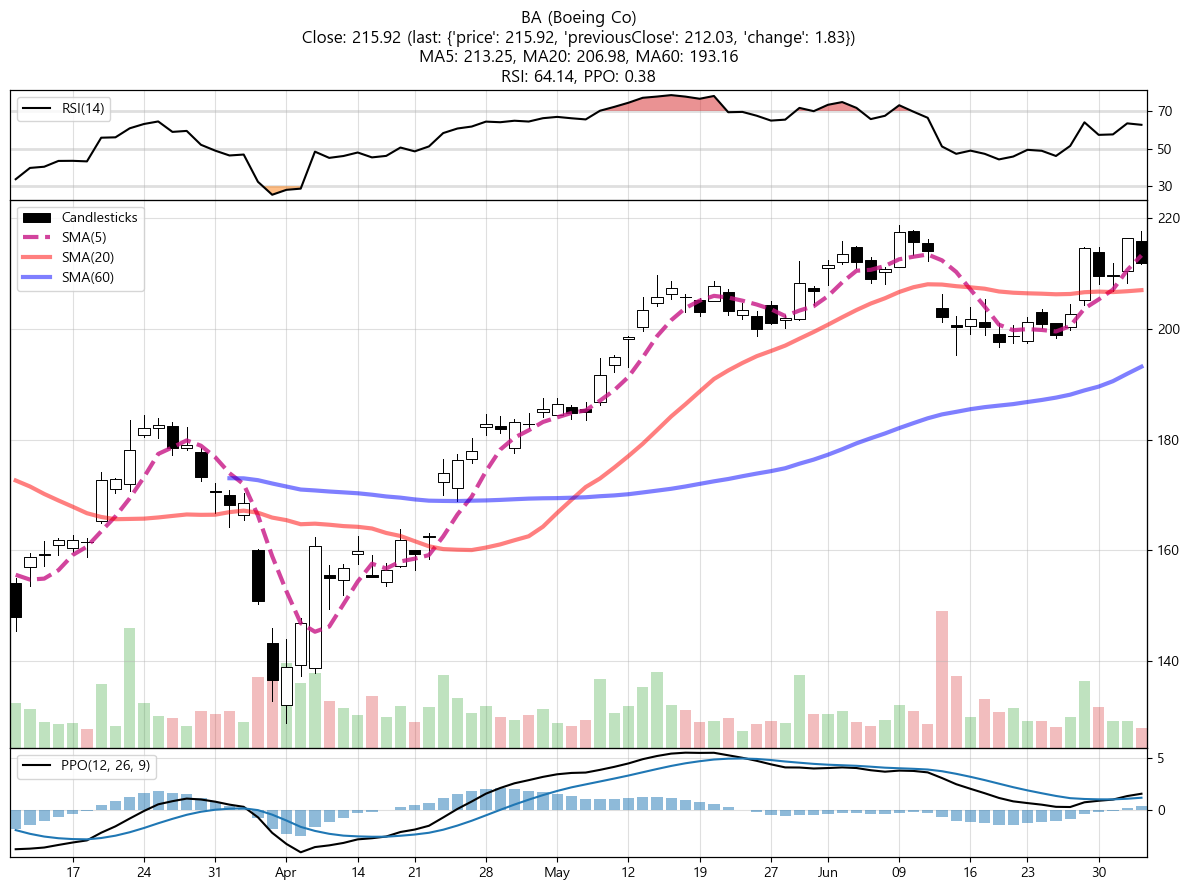 BA (Boeing Co)
Close: 215.92 (last: {'price': 215.92, 'previousClose': 212.03, 'change': 1.83})
MA5: 213.25, MA20: 206.98, MA60: 193.16
RSI: 64.14, PPO: 0.38
RSI(14)
70
50
30
Candlesticks
SMA(5)
SMA(20)
SMA(60)
220
200
180
160
140
PPO(12, 26, 9)
5
0
17 24 31 Apr 14 21 28 May 12 19 27 Jun 09 16 23 30